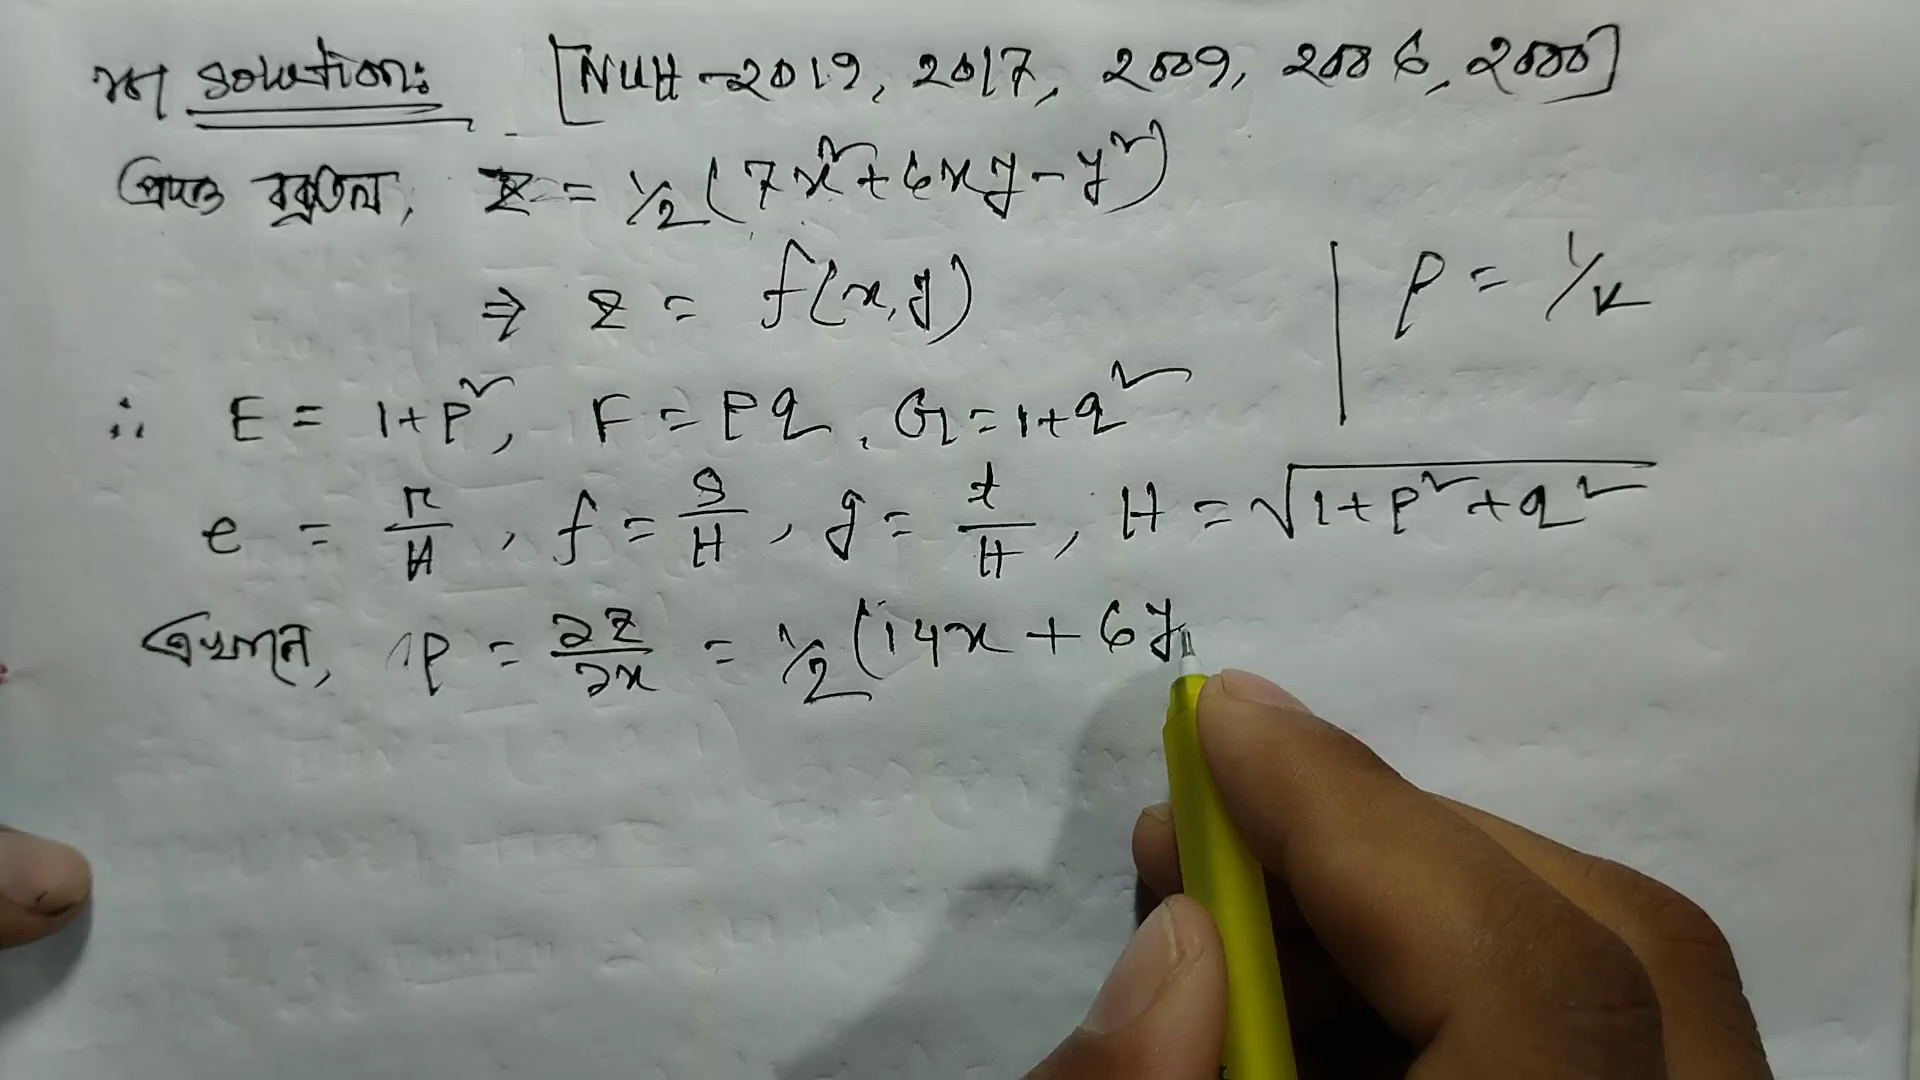 solution: [NUH-2019, 2017, 2009, 2006, 2000]
প্রদত্ত বক্রতল, z = 1/2 (7x² + 6xy - y²)
⇒ z = f(x,y)
ρ = 1/κ
∴ E = 1+p², F = pq, G = 1+q²
e = r/H, f = s/H, g = t/H, H = √(1+p²+q²)
এখানে, p = ∂z/∂x = 1/2 (14x + 6y